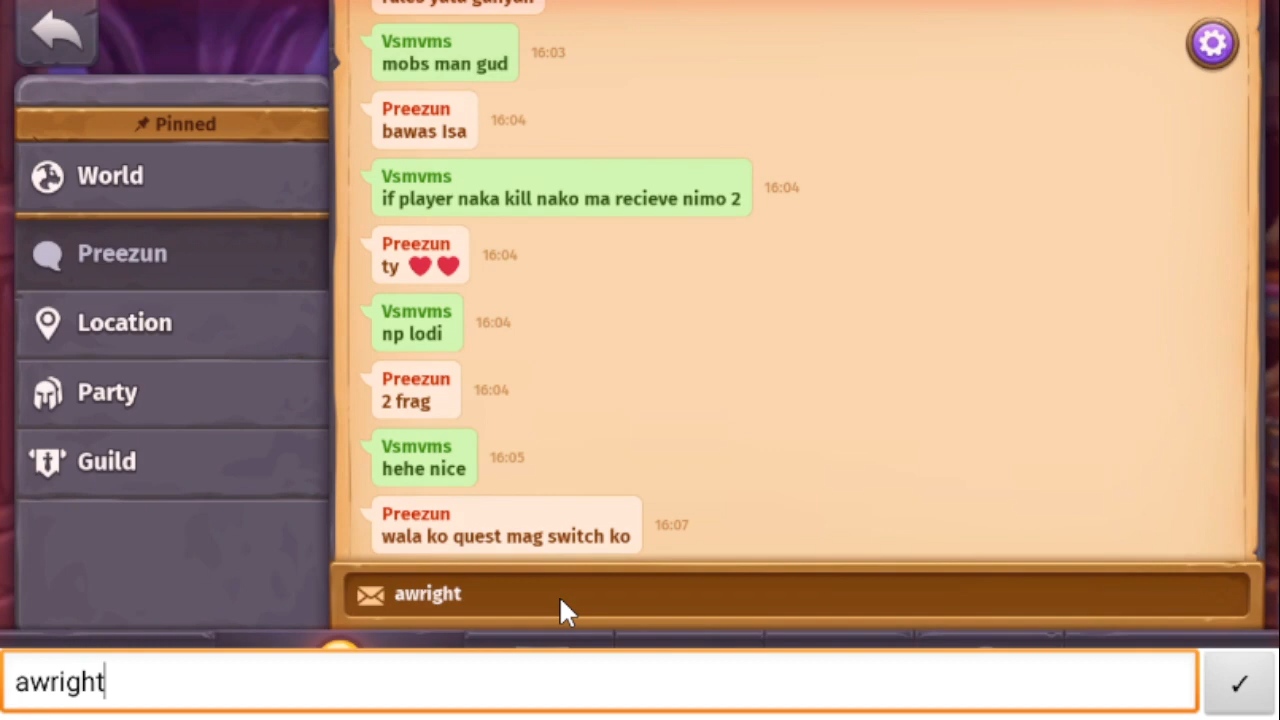 Vsmvms
mobs man gud
16:03
Pinned
Preezun
bawas Isa
16:04
World
Vsmvms
if player naka kill nako ma recieve nimo 2
16:04
Preezun
Preezun
ty ❤❤
16:04
Location
Vsmvms
np lodi
16:04
Party
Preezun
2 frag
16:04
Guild
Vsmvms
hehe nice
16:05
Preezun
wala ko quest mag switch ko
16:07
awright
awright